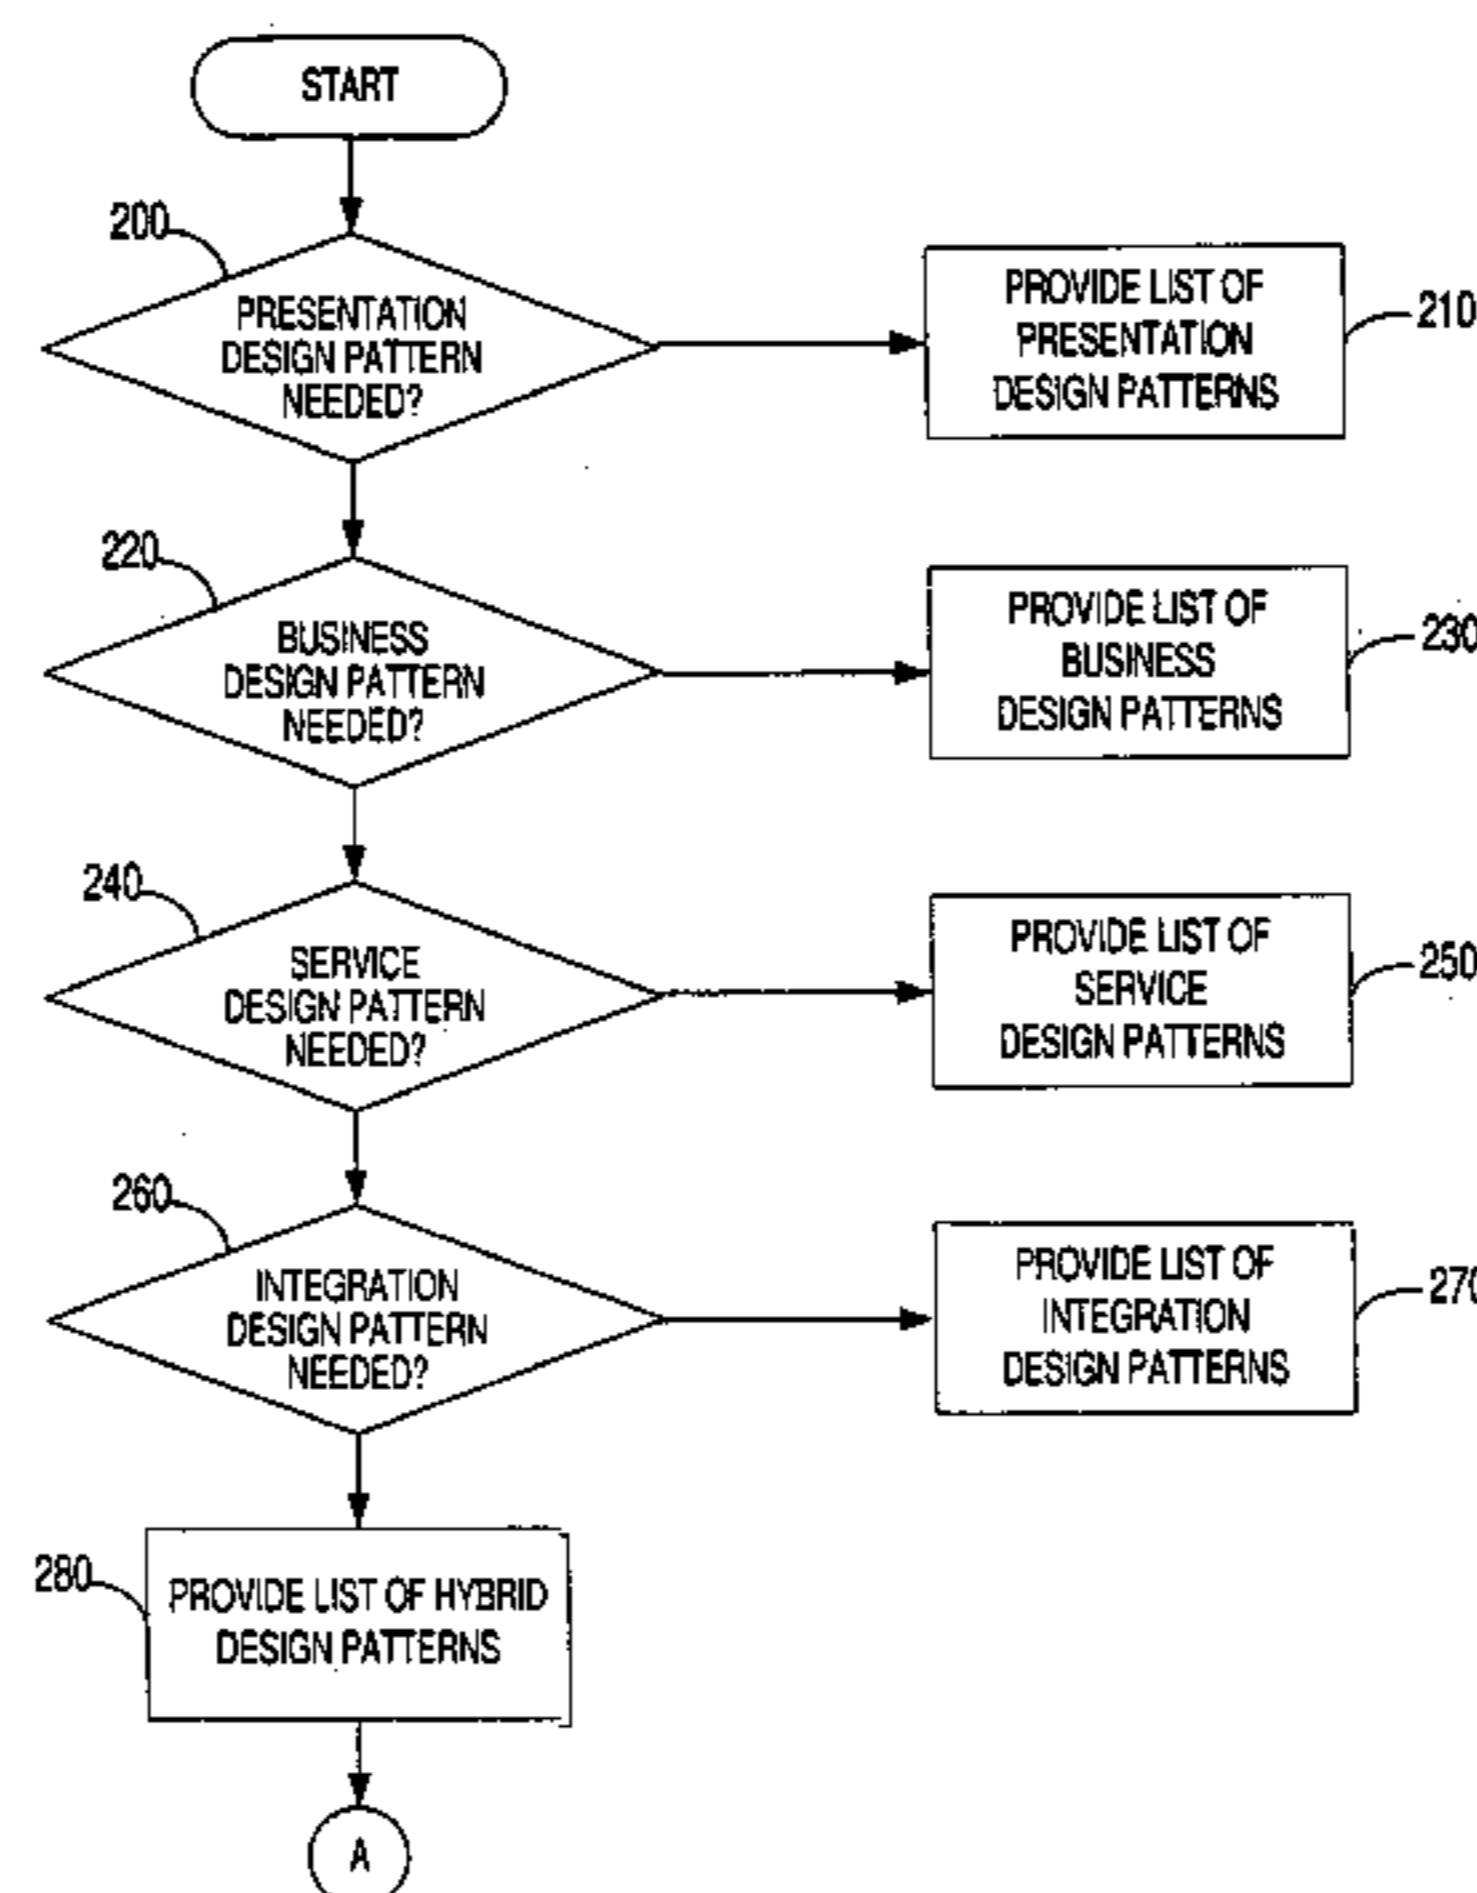 START
200
PRESENTATION
DESIGN PATTERN
NEEDED?
PROVIDE LIST OF
PRESENTATION
DESIGN PATTERNS
210
220
BUSINESS
DESIGN PATTERN
NEEDED?
PROVIDE LIST OF
BUSINESS
DESIGN PATTERNS
230
240
SERVICE
DESIGN PATTERN
NEEDED?
PROVIDE LIST OF
SERVICE
DESIGN PATTERNS
250
260
INTEGRATION
DESIGN PATTERN
NEEDED?
PROVIDE LIST OF
INTEGRATION
DESIGN PATTERNS
270
280
PROVIDE LIST OF HYBRID
DESIGN PATTERNS
A